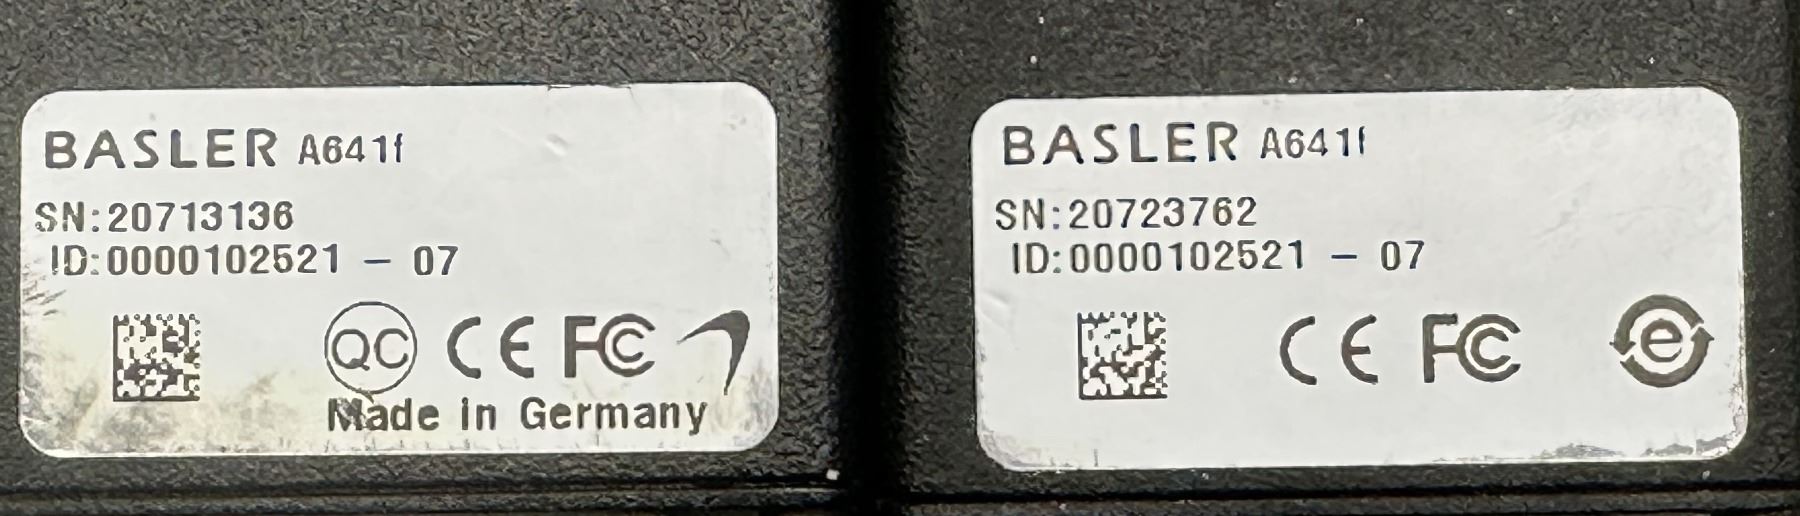 BASLER A641f
SN:20713136
ID:0000102521 - 07
QC CE FC
Made in Germany
BASLER A641f
SN:20723762
ID:0000102521 - 07
CE FC e